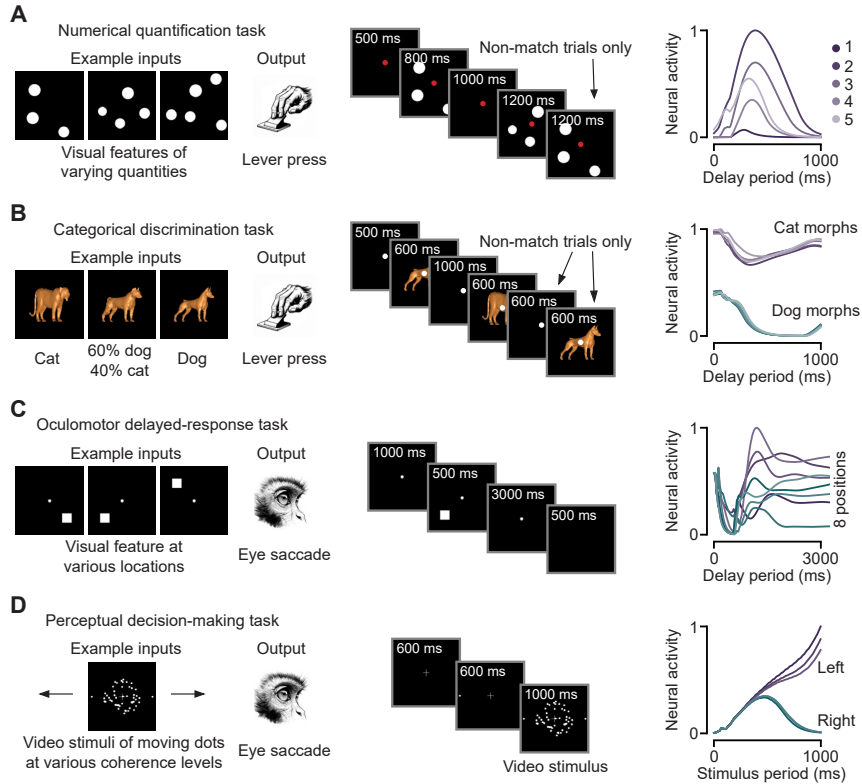 A
Numerical quantification task
Example inputs
Output
Visual features of
varying quantities
Lever press
500 ms
800 ms
1000 ms
1200 ms
1200 ms
Non-match trials only
Neural activity
1
0
0
1000
Delay period (ms)
1
2
3
4
5
B
Categorical discrimination task
Example inputs
Output
Cat
60% dog
40% cat
Dog
Lever press
500 ms
600 ms
1000 ms
600 ms
600 ms
600 ms
Non-match trials only
Neural activity
1
0
0
1000
Delay period (ms)
Cat morphs
Dog morphs
C
Oculomotor delayed-response task
Example inputs
Output
Visual feature at
various locations
Eye saccade
1000 ms
500 ms
3000 ms
500 ms
Neural activity
1
0
0
3000
Delay period (ms)
8 positions
D
Perceptual decision-making task
Example inputs
Output
Video stimuli of moving dots
at various coherence levels
Eye saccade
600 ms
600 ms
1000 ms
Video stimulus
Neural activity
1
0
0
1000
Stimulus period (ms)
Left
Right